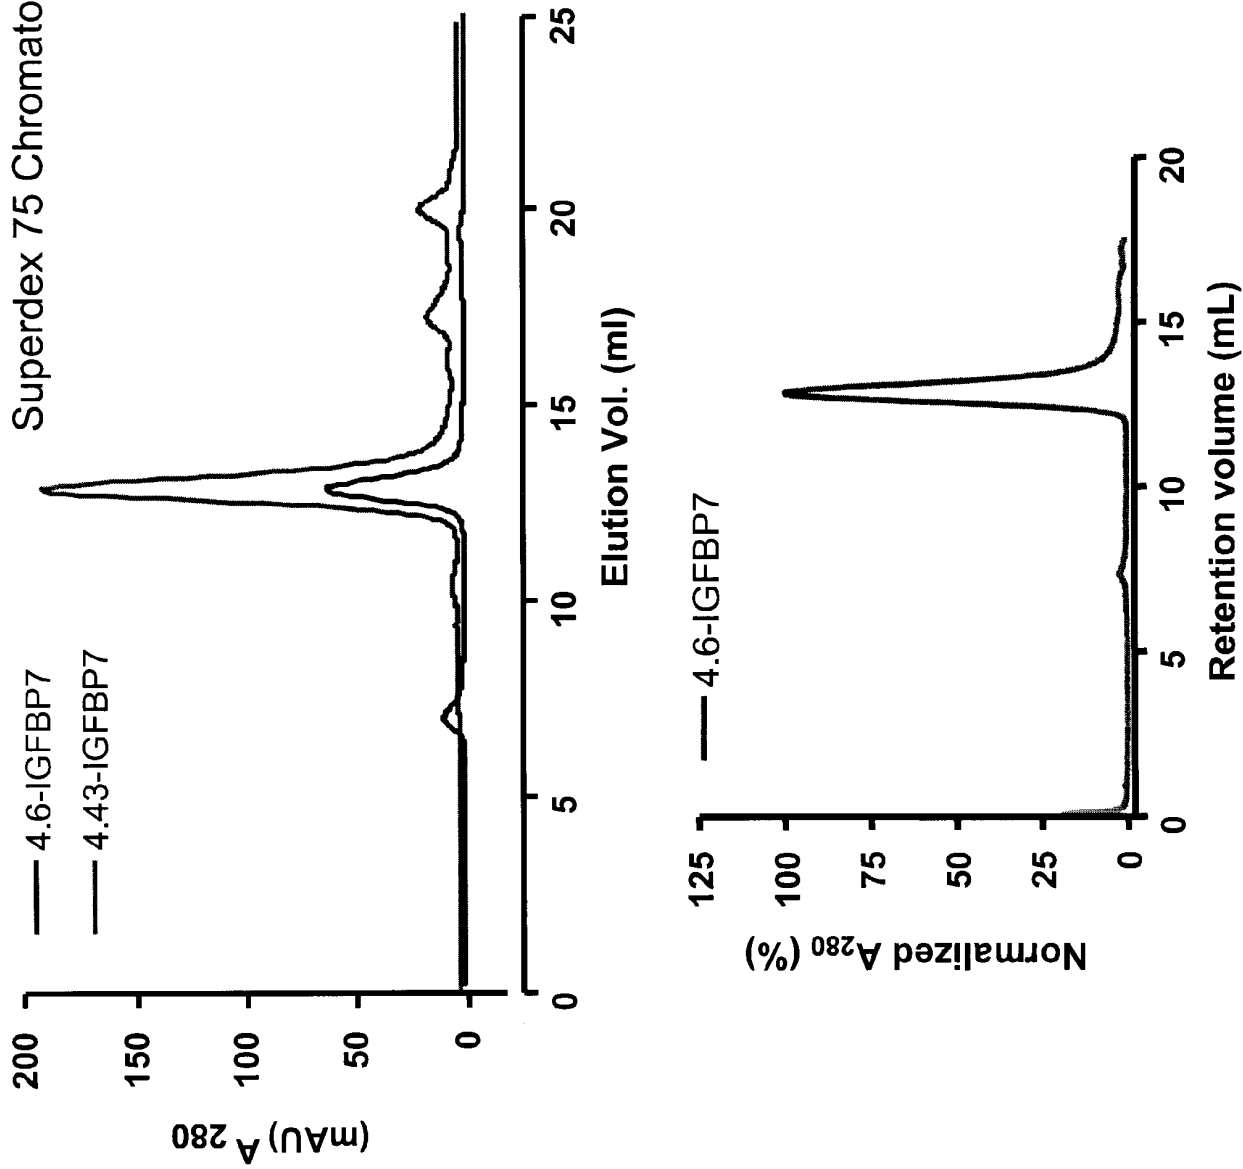 Superdex 75 Chromato
4.6-IGFBP7
4.43-IGFBP7
(mAU) A 280
200
150
100
50
0
0
5
10
15
20
25
Elution Vol. (ml)
4.6-IGFBP7
Normalized A280 (%)
125
100
75
50
25
0
0
5
10
15
20
Retention volume (mL)